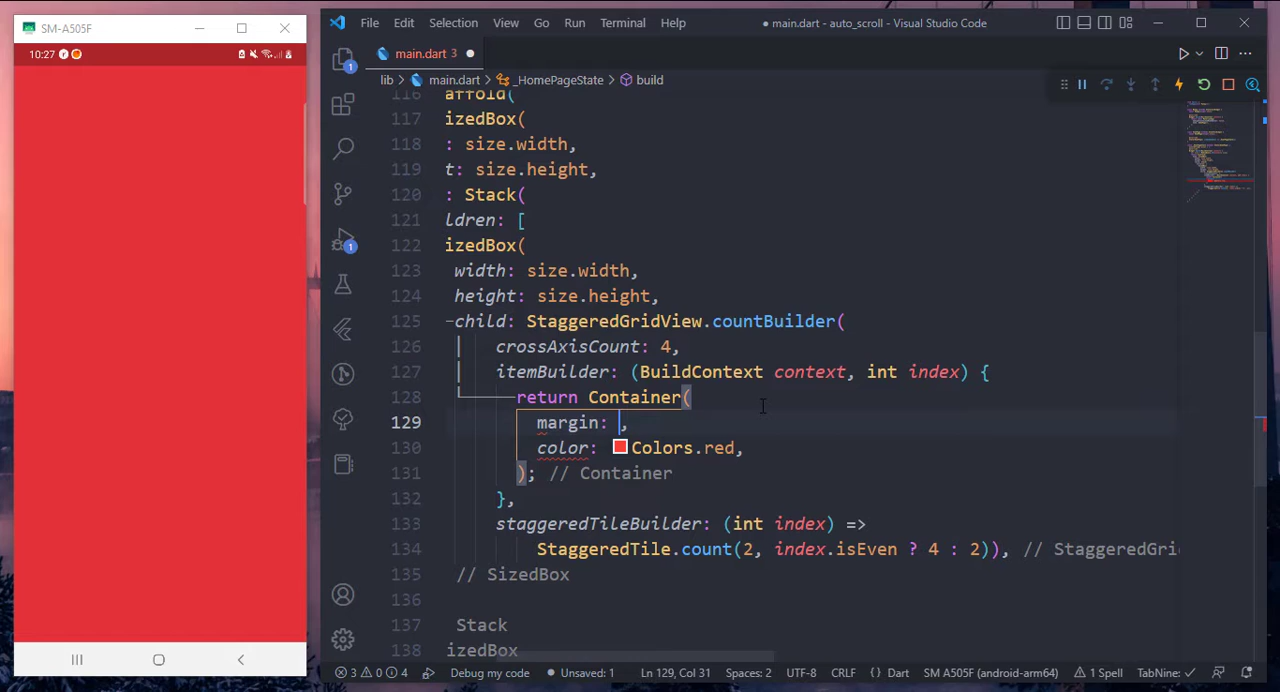 SM-A505F
10:27
File Edit Selection View Go Run Terminal Help
● main.dart - auto_scroll - Visual Studio Code
main.dart 3 ●
lib > main.dart > _HomePageState > build
116 affold(
117 izedBox(
118 : size.width,
119 t: size.height,
120 : Stack(
121 ldren: [
122 izedBox(
123 width: size.width,
124 height: size.height,
125 child: StaggeredGridView.countBuilder(
126 crossAxisCount: 4,
127 itemBuilder: (BuildContext context, int index) {
128 return Container(
129 margin: ,
130 color: Colors.red,
131 ); // Container
132 },
133 staggeredTileBuilder: (int index) =>
134 StaggeredTile.count(2, index.isEven ? 4 : 2)), // StaggeredGri
135 // SizedBox
136
137 Stack
138 izedBox
1
1
3 0 4 Debug my code ● Unsaved: 1 Ln 129, Col 31 Spaces: 2 UTF-8 CRLF {} Dart SM A505F (android-arm64) 1 Spell TabNine: ✓